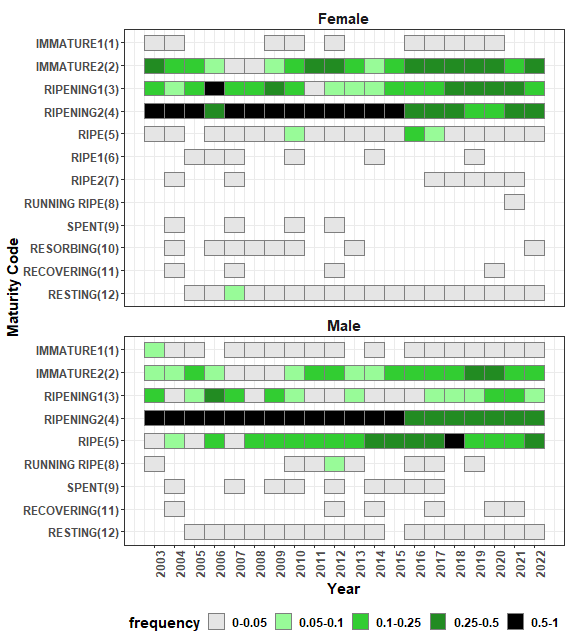 Female
IMMATURE1(1)
IMMATURE2(2)
RIPENING1(3)
RIPENING2(4)
RIPE(5)
RIPE1(6)
RIPE2(7)
RUNNING RIPE(8)
SPENT(9)
RESORBING(10)
RECOVERING(11)
RESTING(12)
Maturity Code
Male
IMMATURE1(1)
IMMATURE2(2)
RIPENING1(3)
RIPENING2(4)
RIPE(5)
RUNNING RIPE(8)
SPENT(9)
RECOVERING(11)
RESTING(12)
2003 2004 2005 2006 2007 2008 2009 2010 2011 2012 2013 2014 2015 2016 2017 2018 2019 2020 2021 2022
Year
frequency 0-0.05 0.05-0.1 0.1-0.25 0.25-0.5 0.5-1